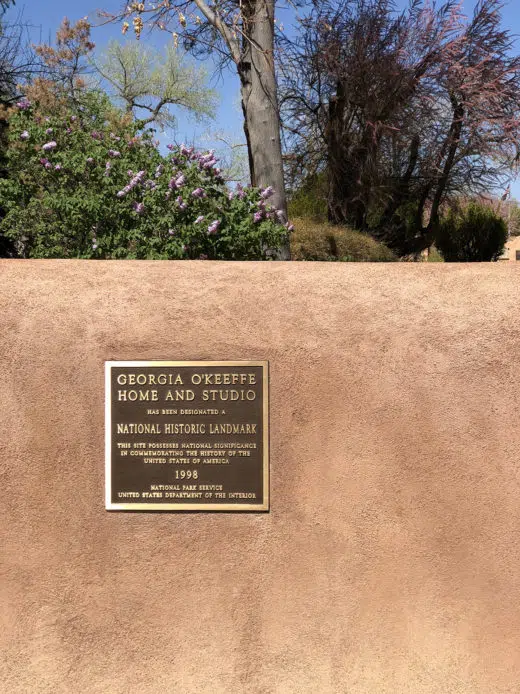 GEORGIA O'KEEFFE
HOME AND STUDIO
HAS BEEN DESIGNATED A
NATIONAL HISTORIC LANDMARK
THIS SITE POSSESSES NATIONAL SIGNIFICANCE
IN COMMEMORATING THE HISTORY OF THE
UNITED STATES OF AMERICA
1998
NATIONAL PARK SERVICE
UNITED STATES DEPARTMENT OF THE INTERIOR